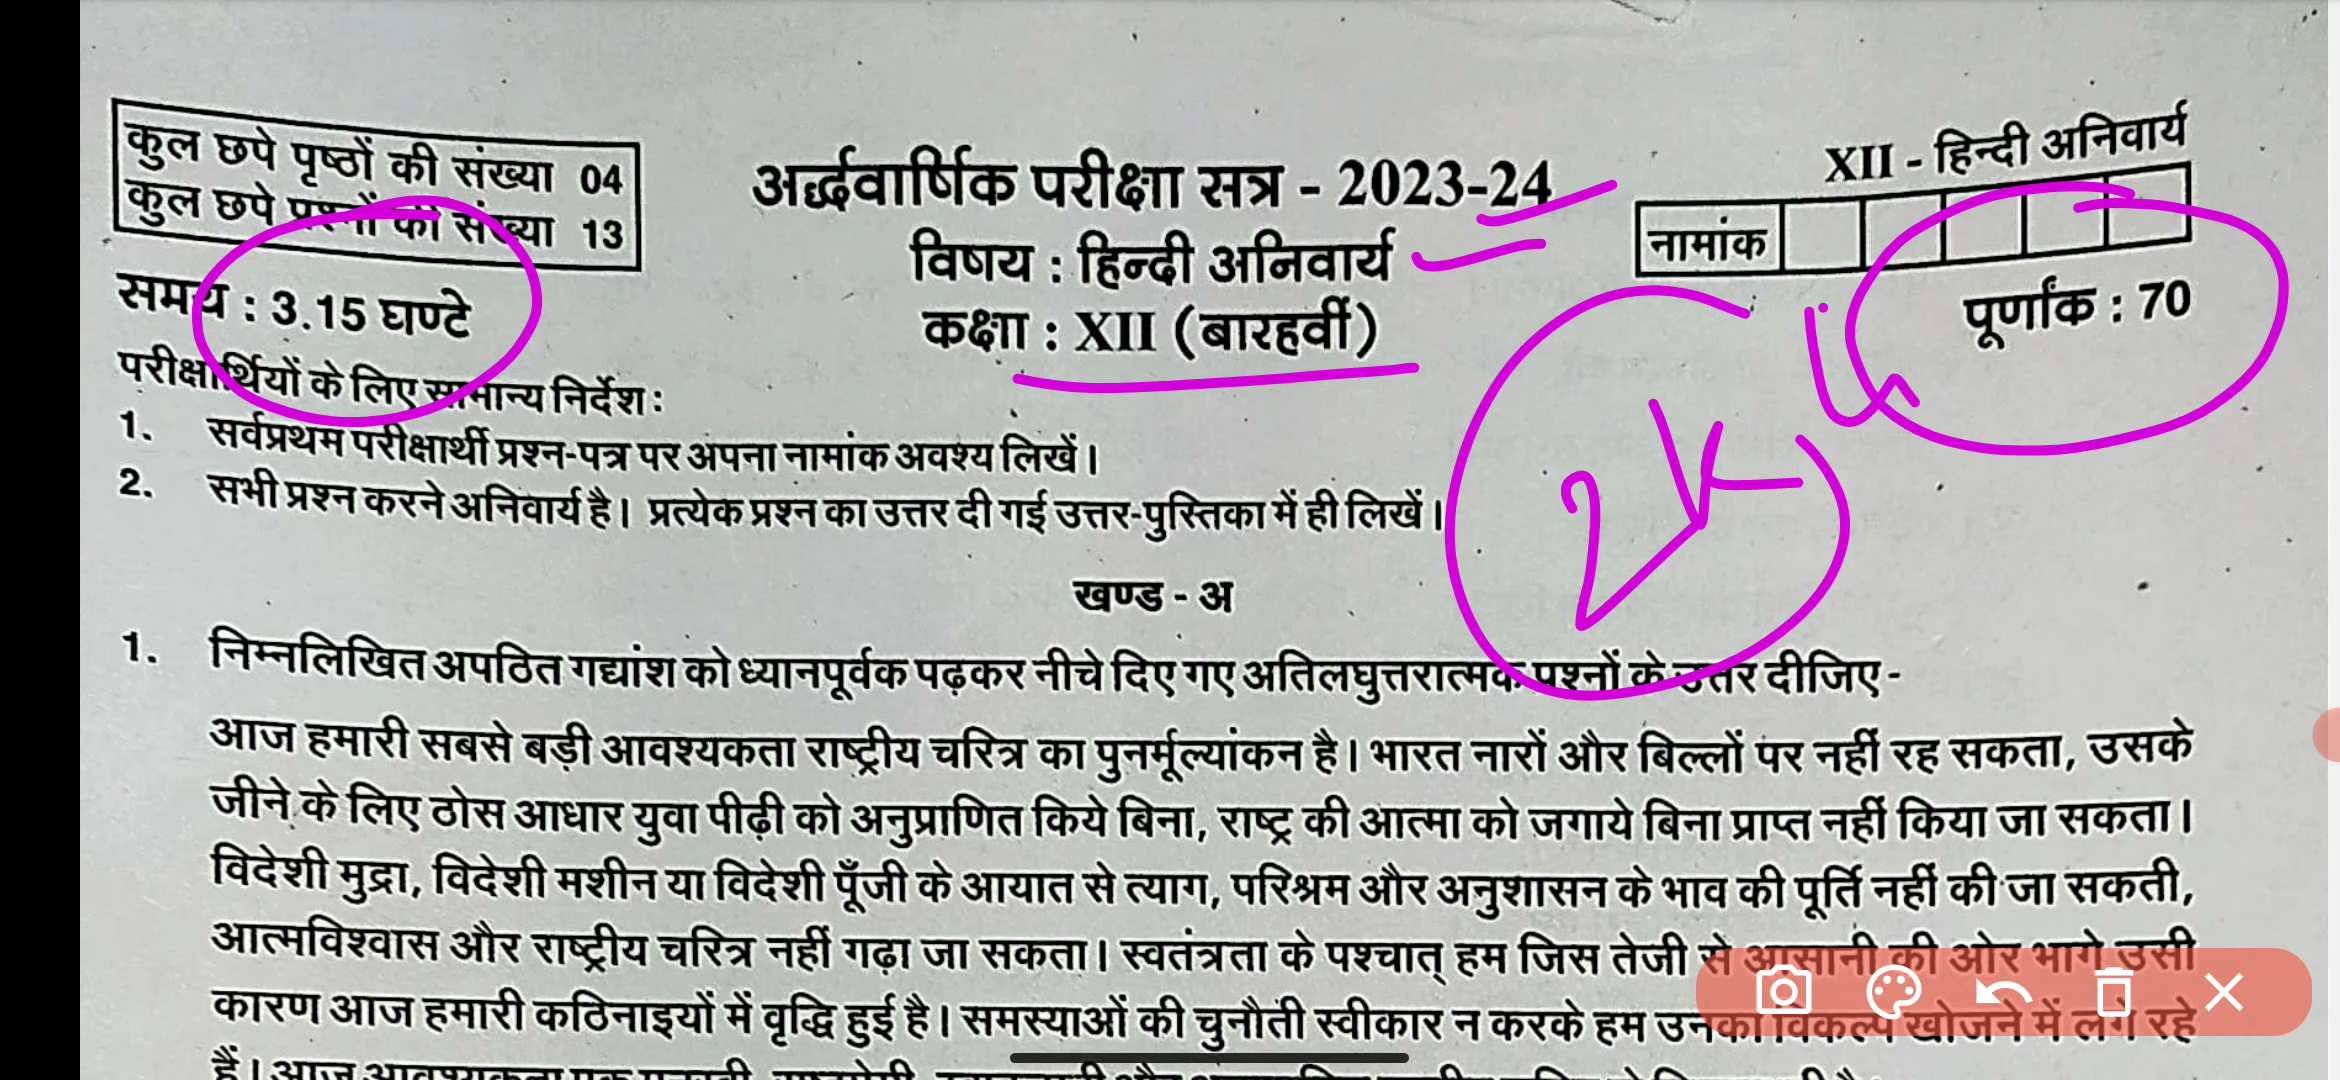 कुल छपे पृष्ठों की संख्या 04
कुल छपे प्रश्नों की संख्या 13
अर्द्धवार्षिक परीक्षा सत्र - 2023-24
XII - हिन्दी अनिवार्य
विषय : हिन्दी अनिवार्य
नामांक
समय : 3.15 घण्टे
कक्षा : XII (बारहवीं)
पूर्णांक : 70
परीक्षार्थियों के लिए सामान्य निर्देश :
1. सर्वप्रथम परीक्षार्थी प्रश्न-पत्र पर अपना नामांक अवश्य लिखें।
2. सभी प्रश्न करने अनिवार्य है। प्रत्येक प्रश्न का उत्तर दी गई उत्तर-पुस्तिका में ही लिखें।
खण्ड - अ
1. निम्नलिखित अपठित गद्यांश को ध्यानपूर्वक पढ़कर नीचे दिए गए अतिलघुत्तरात्मक प्रश्नों के उत्तर दीजिए -
आज हमारी सबसे बड़ी आवश्यकता राष्ट्रीय चरित्र का पुनर्मूल्यांकन है। भारत नारों और बिल्लों पर नहीं रह सकता, उसके
जीने के लिए ठोस आधार युवा पीढ़ी को अनुप्राणित किये बिना, राष्ट्र की आत्मा को जगाये बिना प्राप्त नहीं किया जा सकता।
विदेशी मुद्रा, विदेशी मशीन या विदेशी पूँजी के आयात से त्याग, परिश्रम और अनुशासन के भाव की पूर्ति नहीं की जा सकती,
आत्मविश्वास और राष्ट्रीय चरित्र नहीं गढ़ा जा सकता। स्वतंत्रता के पश्चात् हम जिस तेजी से आसानी की ओर भागे उसी
कारण आज हमारी कठिनाइयों में वृद्धि हुई है। समस्याओं की चुनौती स्वीकार न करके हम उनका विकल्प खोजने में लगे रहे
हैं। आज आवश्यकता